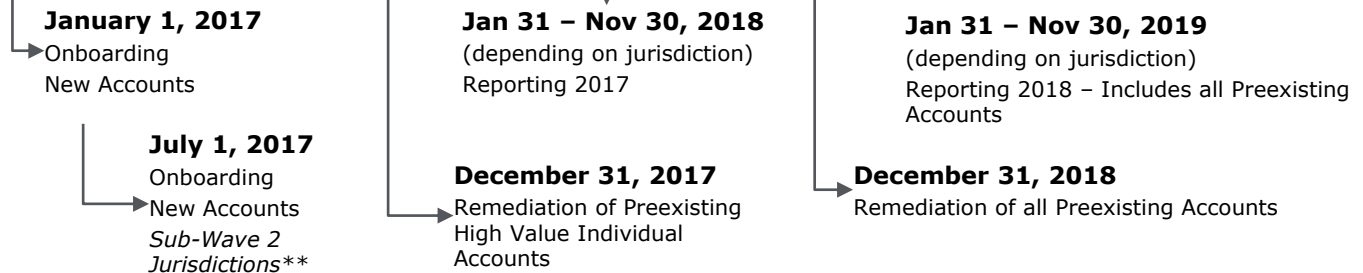 January 1, 2017
Onboarding
New Accounts
July 1, 2017
Onboarding
New Accounts
Sub-Wave 2
Jurisdictions**
Jan 31 – Nov 30, 2018
(depending on jurisdiction)
Reporting 2017
December 31, 2017
Remediation of Preexisting
High Value Individual
Accounts
Jan 31 – Nov 30, 2019
(depending on jurisdiction)
Reporting 2018 – Includes all Preexisting
Accounts
December 31, 2018
Remediation of all Preexisting Accounts